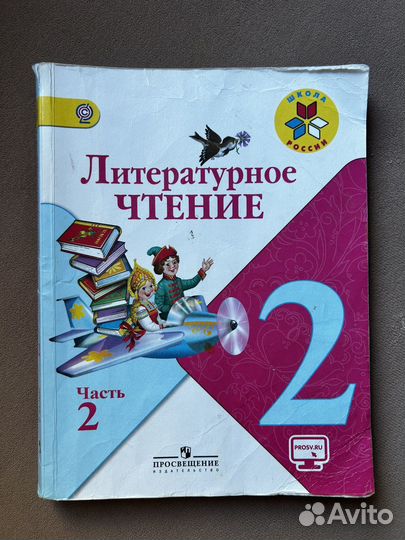 ШКОЛА
РОССИИ
Литературное
ЧТЕНИЕ
2
Часть
2
PROSV.RU
ПРОСВЕЩЕНИЕ
ИЗДАТЕЛЬСТВО
Avito